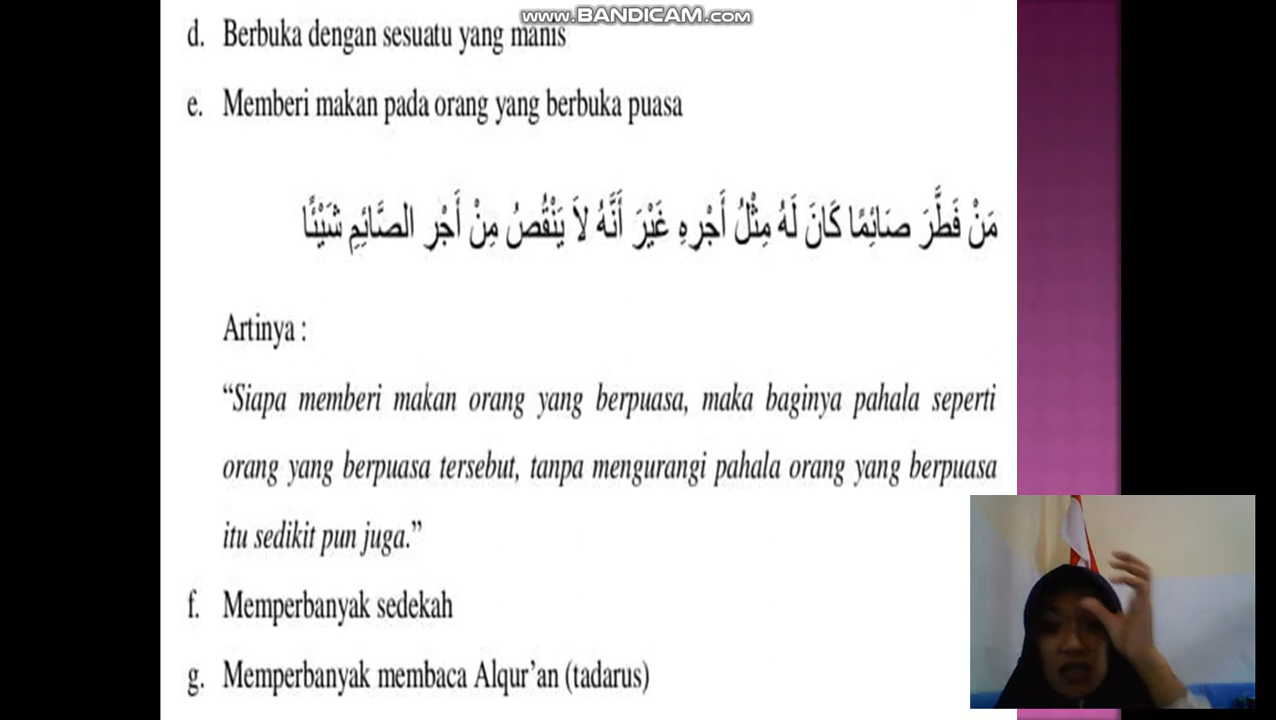 www.BANDICAM.com
d. Berbuka dengan sesuatu yang manis
e. Memberi makan pada orang yang berbuka puasa
مَنْ فَطَّرَ صَائِمًا كَانَ لَهُ مِثْلُ أَجْرِهِ غَيْرَ أَنَّهُ لاَ يَنْقُصُ مِنْ أَجْرِ الصَّائِمِ شَيْئًا
Artinya :
“Siapa memberi makan orang yang berpuasa, maka baginya pahala seperti
orang yang berpuasa tersebut, tanpa mengurangi pahala orang yang berpuasa
itu sedikit pun juga.”
f. Memperbanyak sedekah
g. Memperbanyak membaca Alqur’an (tadarus)